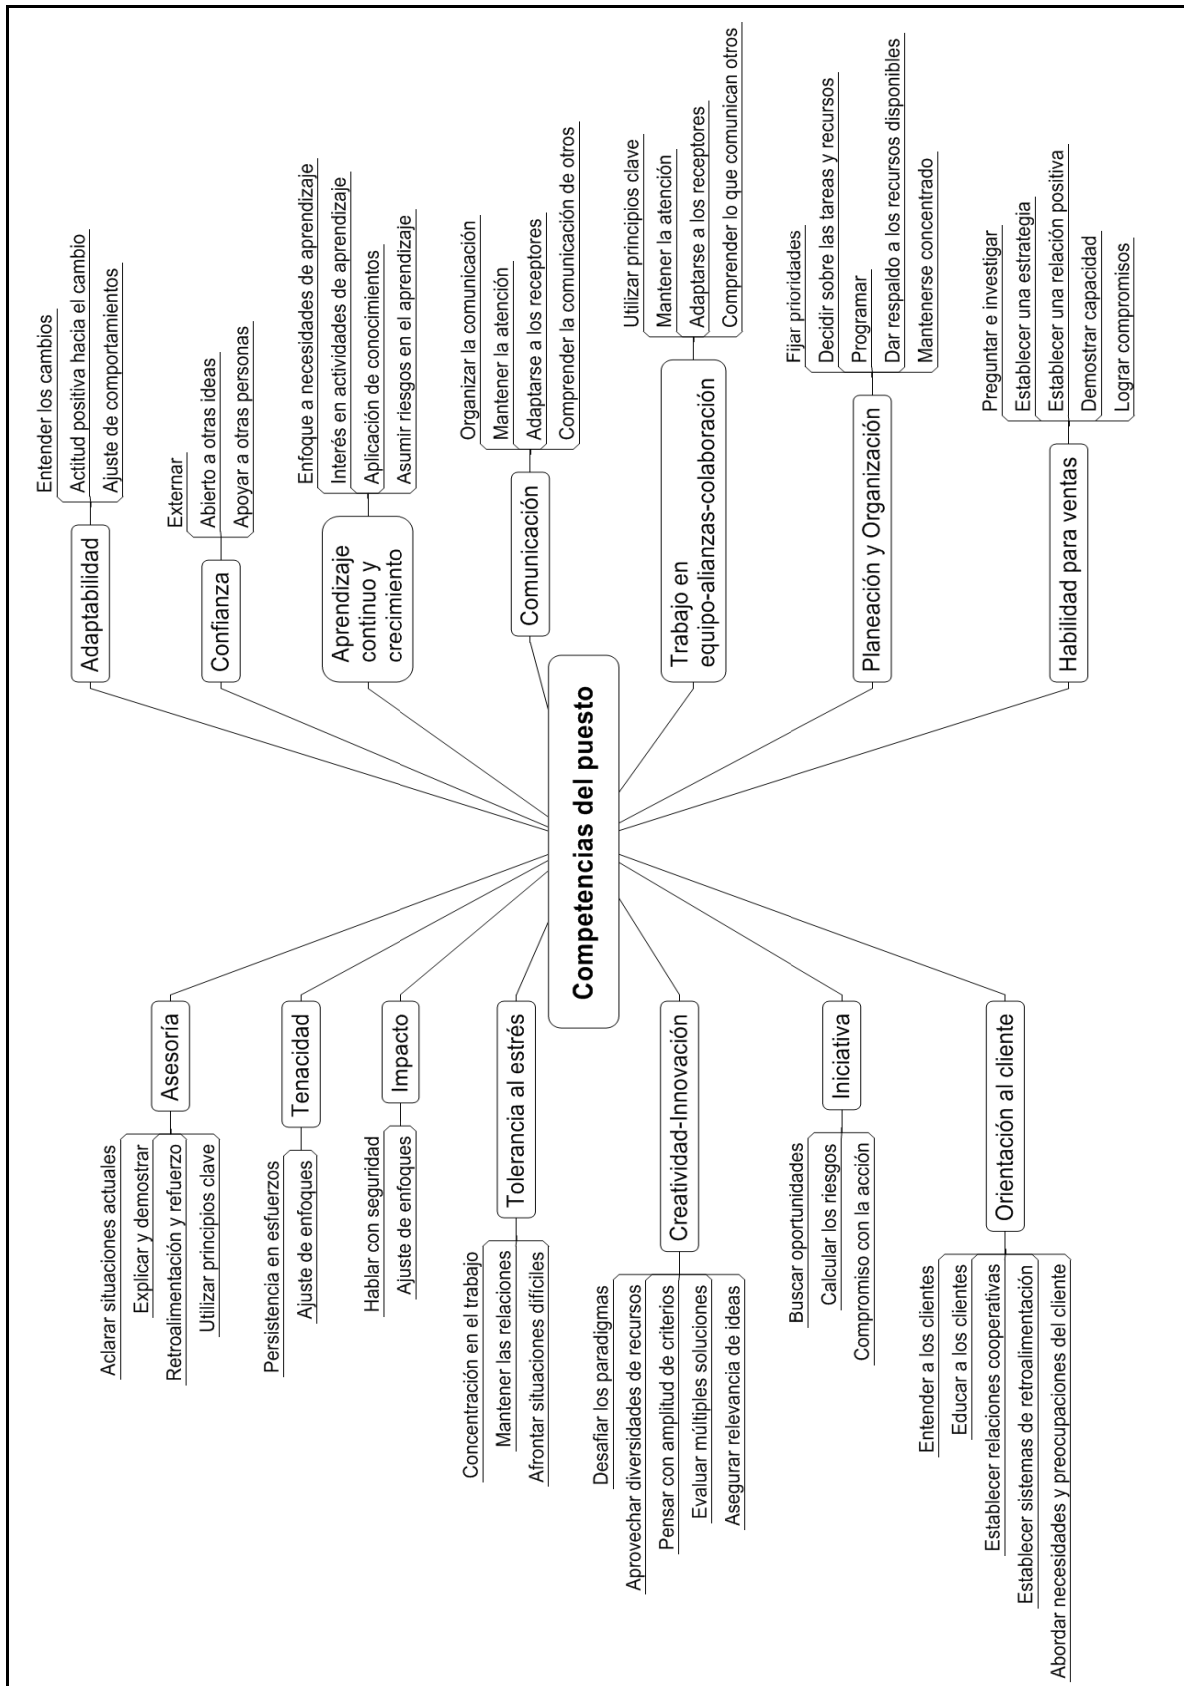 Competencias del puesto
Adaptabilidad
Entender los cambios
Actitud positiva hacia el cambio
Ajuste de comportamientos
Confianza
Externar
Abierto a otras ideas
Apoyar a otras personas
Aprendizaje
continuo y
crecimiento
Enfoque a necesidades de aprendizaje
Interés en actividades de aprendizaje
Aplicación de conocimientos
Asumir riesgos en el aprendizaje
Comunicación
Organizar la comunicación
Mantener la atención
Adaptarse a los receptores
Comprender la comunicación de otros
Trabajo en
equipo-alianzas-colaboración
Utilizar principios clave
Mantener la atención
Adaptarse a los receptores
Comprender lo que comunican otros
Planeación y Organización
Fijar prioridades
Decidir sobre las tareas y recursos
Programar
Dar respaldo a los recursos disponibles
Mantenerse concentrado
Habilidad para ventas
Preguntar e investigar
Establecer una estrategia
Establecer una relación positiva
Demostrar capacidad
Lograr compromisos
Asesoría
Aclarar situaciones actuales
Explicar y demostrar
Retroalimentación y refuerzo
Utilizar principios clave
Tenacidad
Persistencia en esfuerzos
Ajuste de enfoques
Impacto
Hablar con seguridad
Ajuste de enfoques
Tolerancia al estrés
Concentración en el trabajo
Mantener las relaciones
Afrontar situaciones difíciles
Creatividad-Innovación
Desafiar los paradigmas
Aprovechar diversidades de recursos
Pensar con amplitud de criterios
Evaluar múltiples soluciones
Asegurar relevancia de ideas
Iniciativa
Buscar oportunidades
Calcular los riesgos
Compromiso con la acción
Orientación al cliente
Entender a los clientes
Educar a los clientes
Establecer relaciones cooperativas
Establecer sistemas de retroalimentación
Abordar necesidades y preocupaciones del cliente